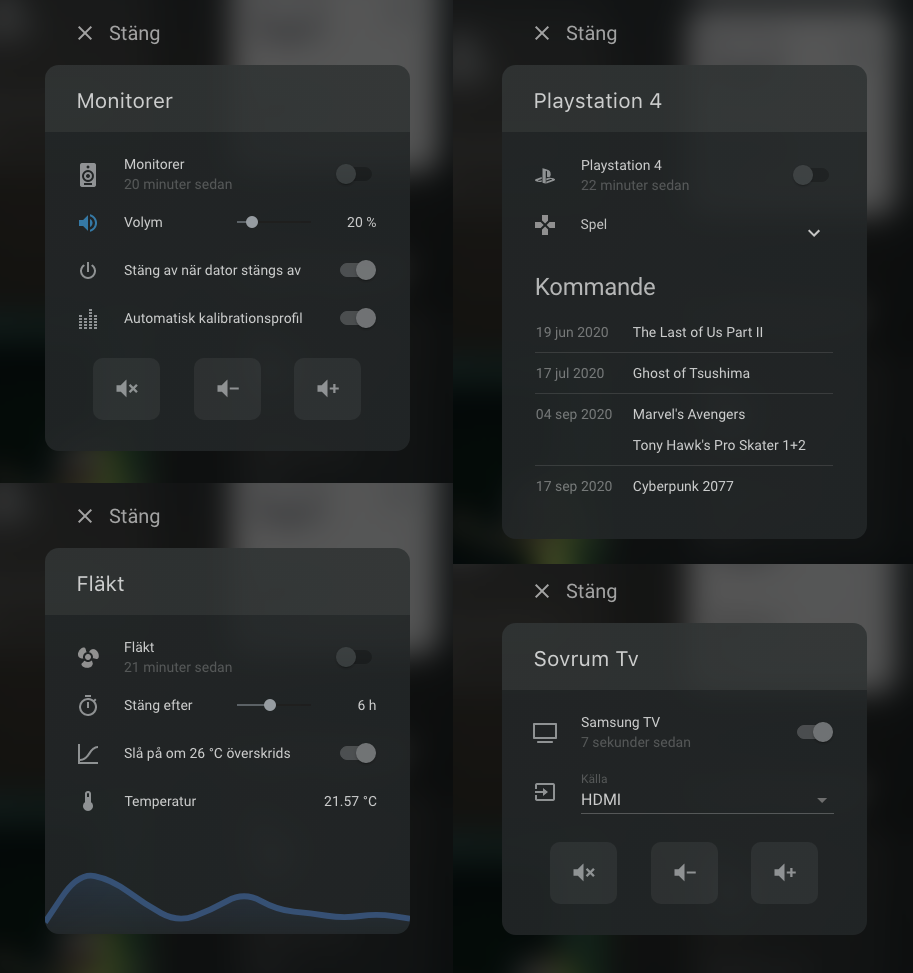 Stäng
Monitorer
Monitorer
20 minuter sedan
Volym 20 %
Stäng av när dator stängs av
Automatisk kalibrationsprofil
Stäng
Fläkt
Fläkt
21 minuter sedan
Stäng efter 6 h
Slå på om 26 °C överskrids
Temperatur 21.57 °C
Stäng
Playstation 4
Playstation 4
22 minuter sedan
Spel
Kommande
19 jun 2020 The Last of Us Part II
17 jul 2020 Ghost of Tsushima
04 sep 2020 Marvel's Avengers
Tony Hawk's Pro Skater 1+2
17 sep 2020 Cyberpunk 2077
Stäng
Sovrum Tv
Samsung TV
7 sekunder sedan
Källa
HDMI